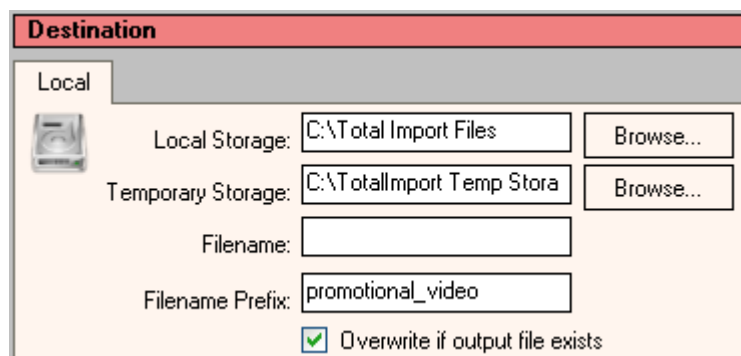 Destination
Local
Local Storage: C:\Total Import Files Browse...
Temporary Storage: C:\TotalImport Temp Stora Browse...
Filename:
Filename Prefix: promotional_video
Overwrite if output file exists